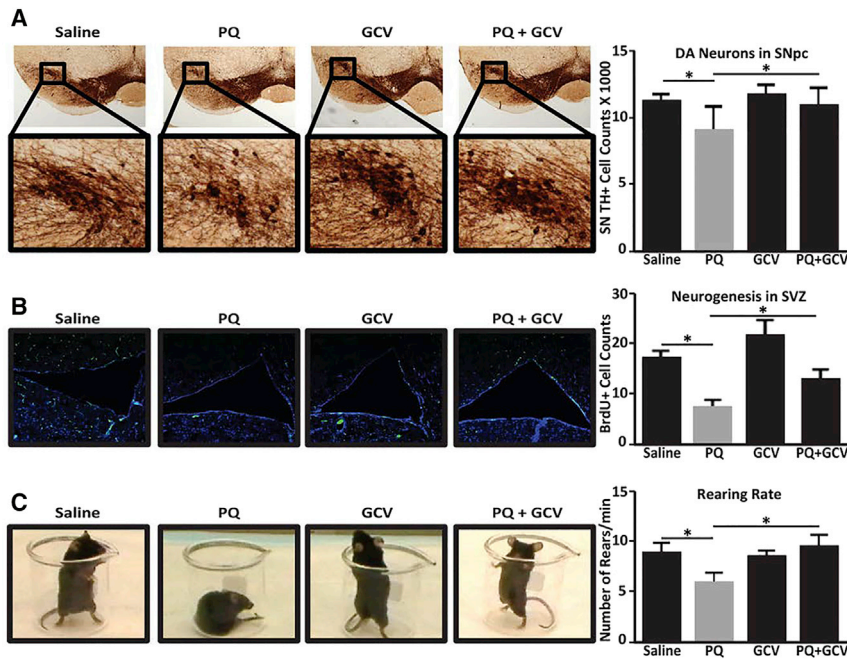 A
Saline PQ GCV PQ + GCV
DA Neurons in SNpc
SN TH+ Cell Counts X 1000
15
10
5
0
* *
Saline PQ GCV PQ+GCV
B
Saline PQ GCV PQ + GCV
Neurogenesis in SVZ
BrdU+ Cell Counts
30
20
10
0
* *
Saline PQ GCV PQ+GCV
C
Saline PQ GCV PQ + GCV
Rearing Rate
Number of Rears/min
15
10
5
0
* *
Saline PQ GCV PQ+GCV